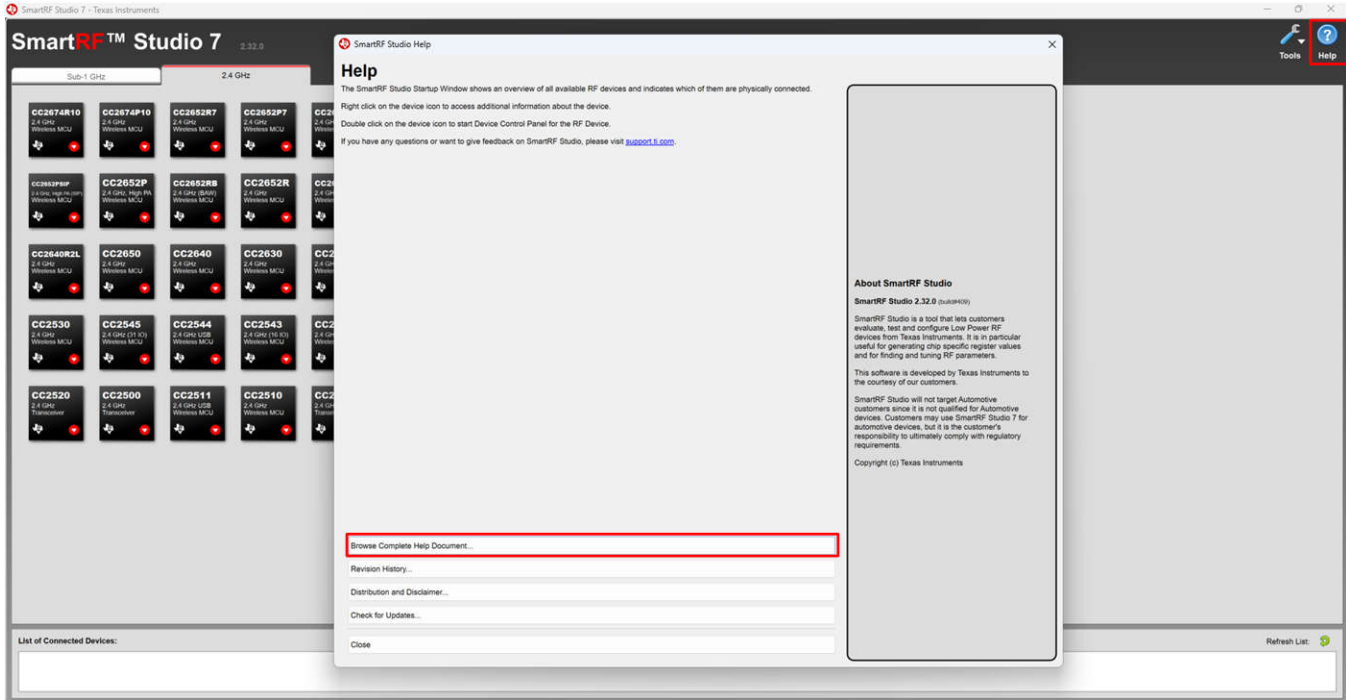 SmartRF Studio 7 - Texas Instruments
SmartRF™ Studio 7 2.32.0
Tools
Help
Sub-1 GHz
2.4 GHz
CC2674R10
2.4 GHz
Wireless MCU
CC2674P10
2.4 GHz
Wireless MCU
CC2652R7
2.4 GHz
Wireless MCU
CC2652P7
2.4 GHz
Wireless MCU
CC2652PSIP
2.4 GHz, High PA (SIP)
Wireless MCU
CC2652P
2.4 GHz, High PA
Wireless MCU
CC2652RB
2.4 GHz (BAW)
Wireless MCU
CC2652R
2.4 GHz
Wireless MCU
CC2640R2L
2.4 GHz
Wireless MCU
CC2650
2.4 GHz
Wireless MCU
CC2640
2.4 GHz
Wireless MCU
CC2630
2.4 GHz
Wireless MCU
CC2530
2.4 GHz
Wireless MCU
CC2545
2.4 GHz (31 IO)
Wireless MCU
CC2544
2.4 GHz USB
Wireless MCU
CC2543
2.4 GHz (16 IO)
Wireless MCU
CC2520
2.4 GHz
Transceiver
CC2500
2.4 GHz
Transceiver
CC2511
2.4 GHz USB
Wireless MCU
CC2510
2.4 GHz
Wireless MCU
SmartRF Studio Help
Help
The SmartRF Studio Startup Window shows an overview of all available RF devices and indicates which of them are physically connected.
Right click on the device icon to access additional information about the device.
Double click on the device icon to start Device Control Panel for the RF Device.
If you have any questions or want to give feedback on SmartRF Studio, please visit support.ti.com.
About SmartRF Studio
SmartRF Studio 2.32.0 (build#409)
SmartRF Studio is a tool that lets customers
evaluate, test and configure Low Power RF
devices from Texas Instruments. It is in particular
useful for generating chip specific register values
and for finding and tuning RF parameters.
This software is developed by Texas Instruments to
the courtesy of our customers.
SmartRF Studio will not target Automotive
customers since it is not qualified for Automotive
devices. Customers may use SmartRF Studio 7 for
automotive devices, but it is the customer's
responsibility to ultimately comply with regulatory
requirements.
Copyright (c) Texas Instruments
Browse Complete Help Document...
Revision History...
Distribution and Disclaimer...
Check for Updates...
Close
List of Connected Devices:
Refresh List: